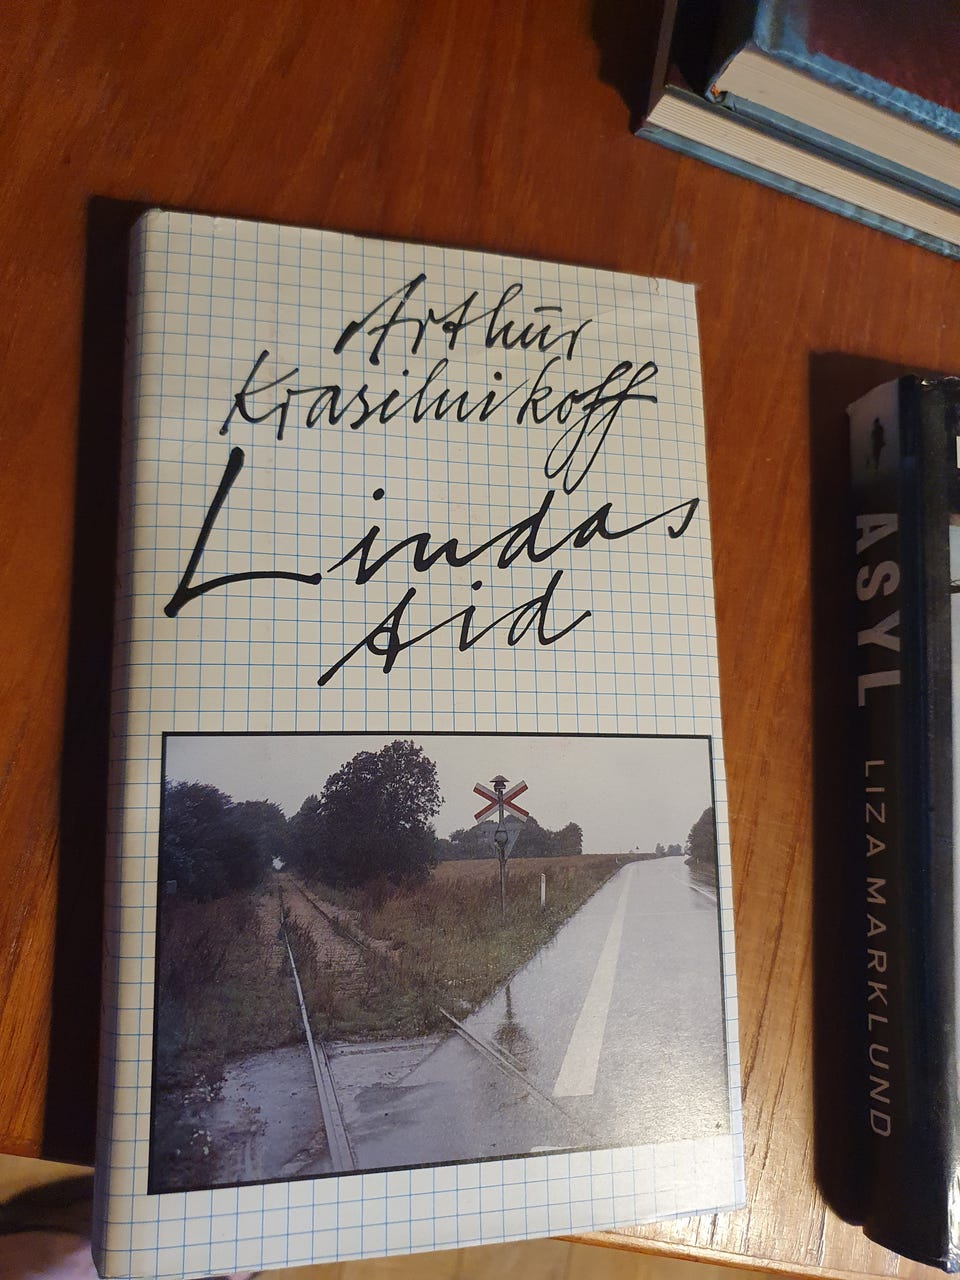 Arthur
Krasilnikoff
Lindas
tid
ASYL LIZA MARKLUND